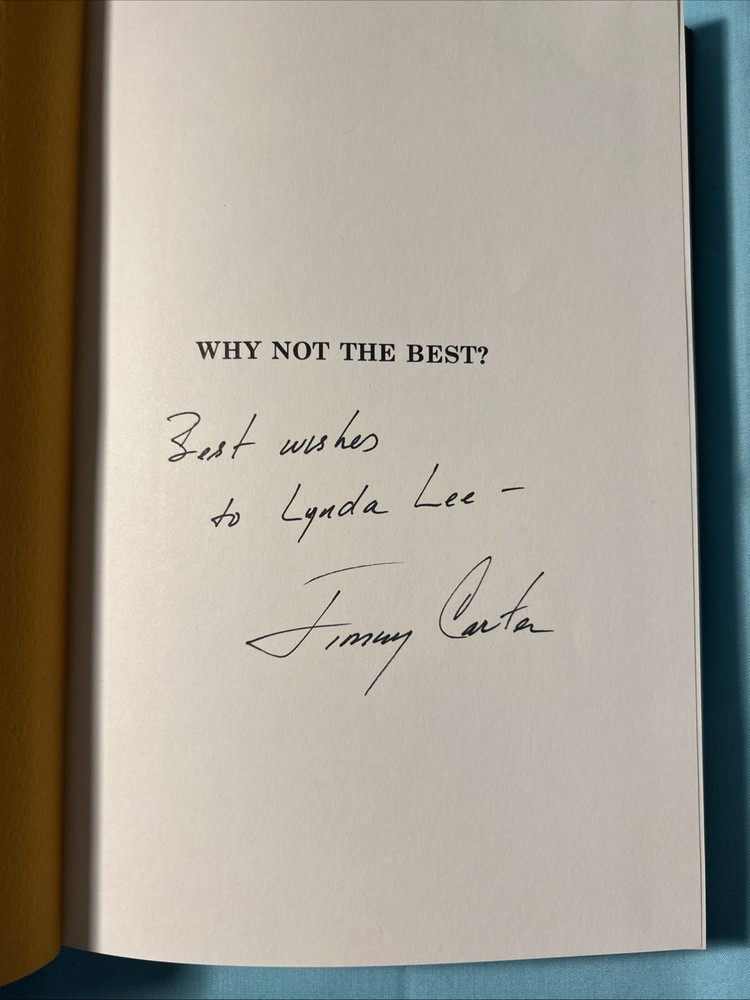 WHY NOT THE BEST?
Best wishes
to Lynda Lee –
Jimmy Carter